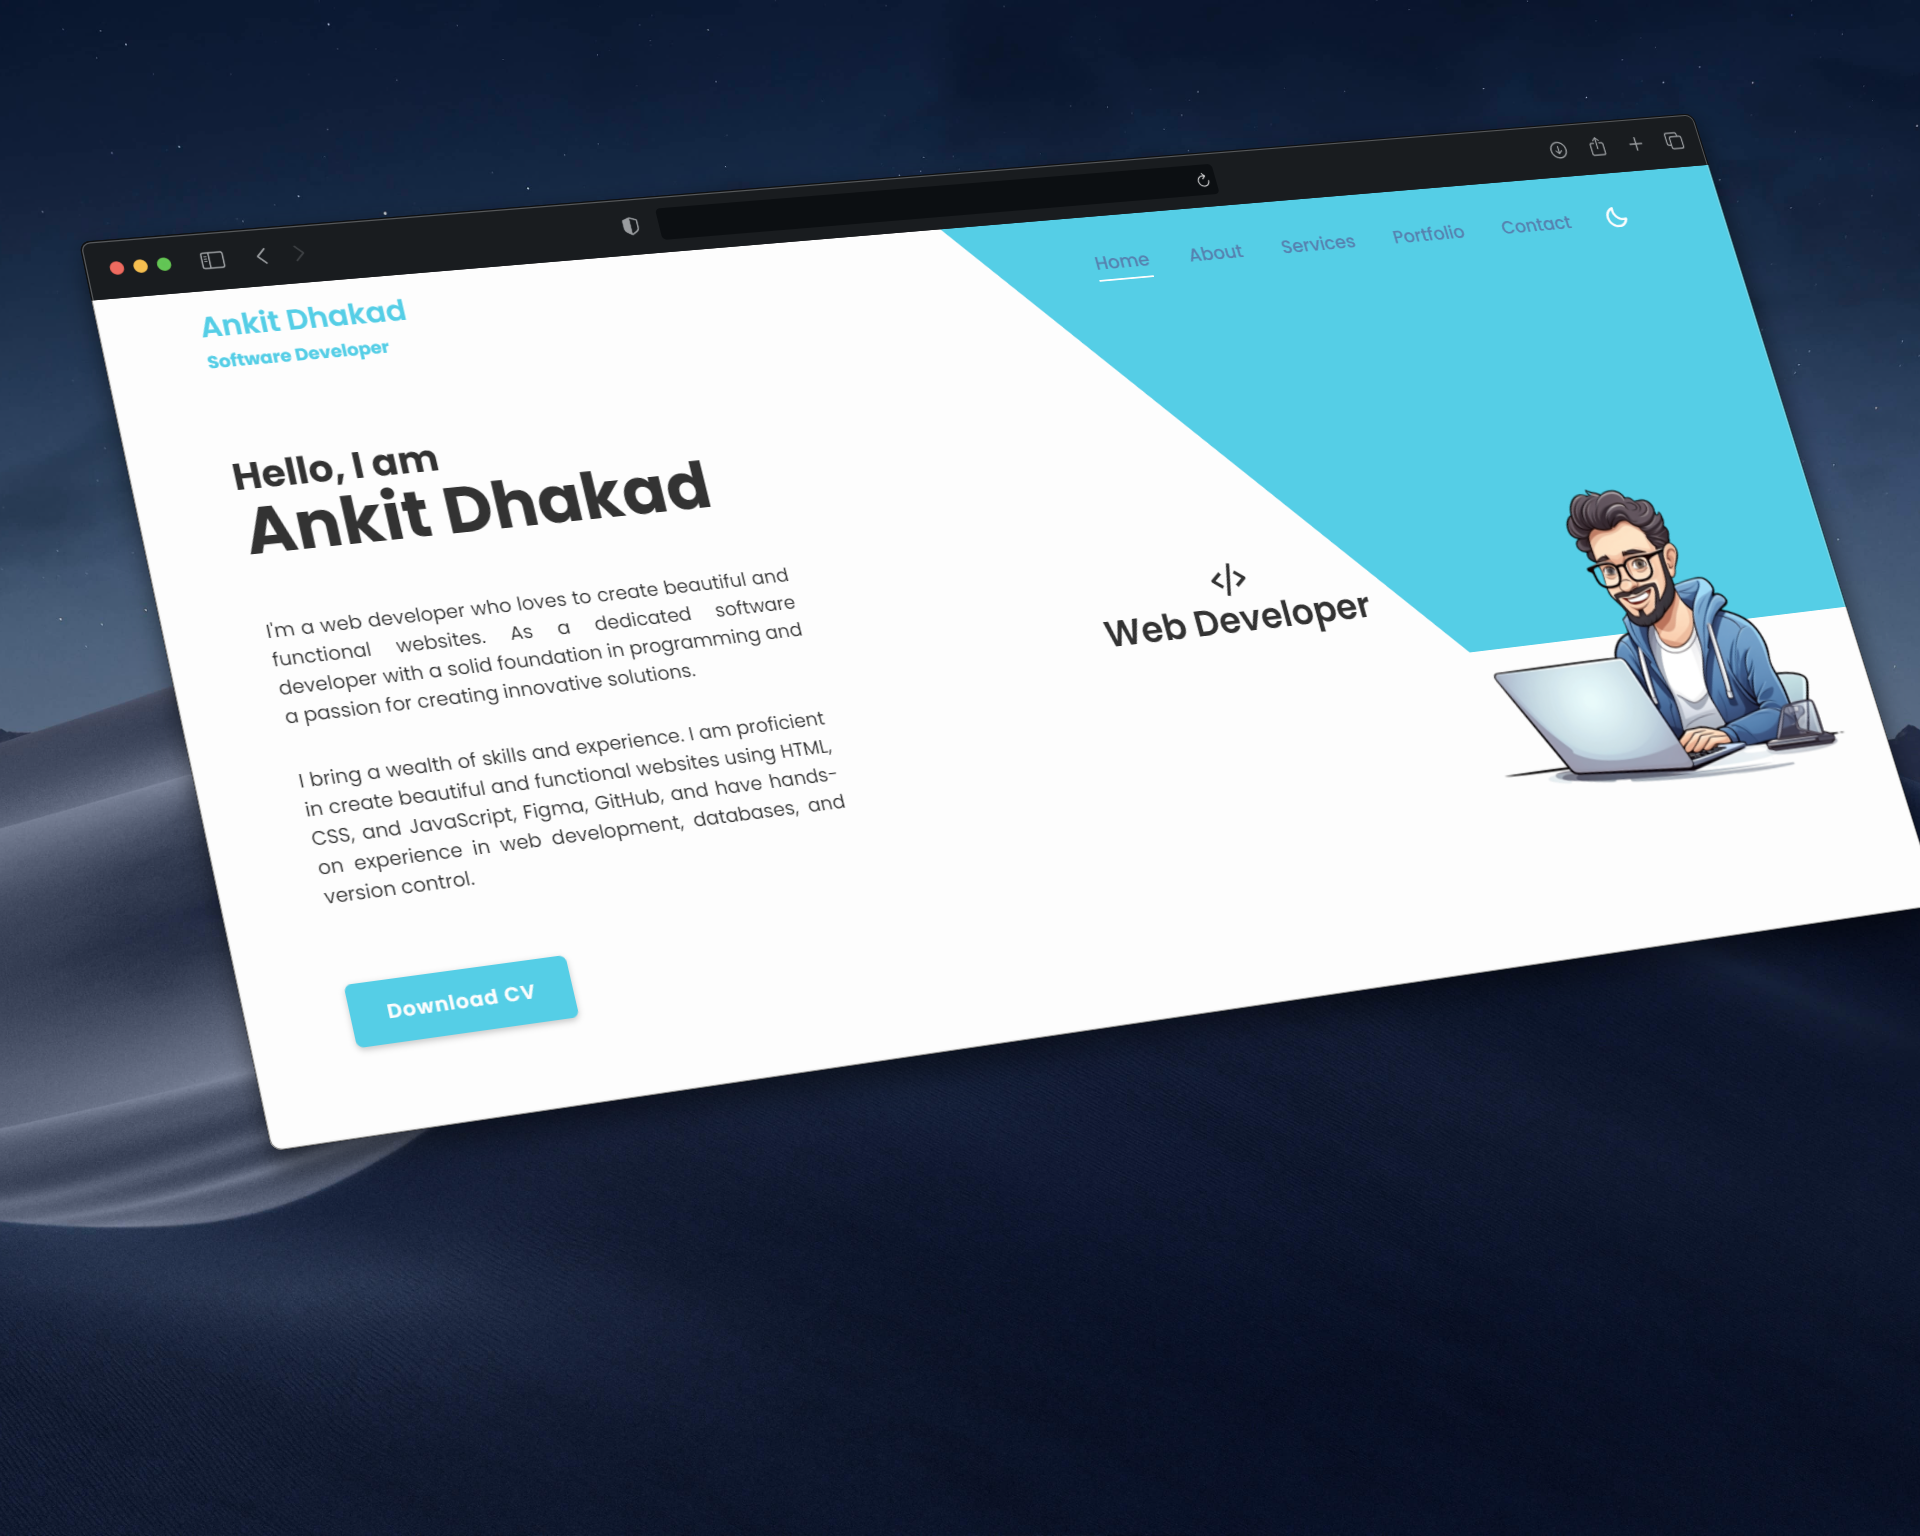 Home
About
Services
Portfolio
Contact
Ankit Dhakad
Software Developer
Hello, I am
Ankit Dhakad
I'm a web developer who loves to create beautiful and
functional websites. As a dedicated software
developer with a solid foundation in programming and
a passion for creating innovative solutions.
I bring a wealth of skills and experience. I am proficient
in create beautiful and functional websites using HTML,
CSS, and JavaScript, Figma, GitHub, and have hands-
on experience in web development, databases, and
version control.
Download CV
</> 
Web Developer